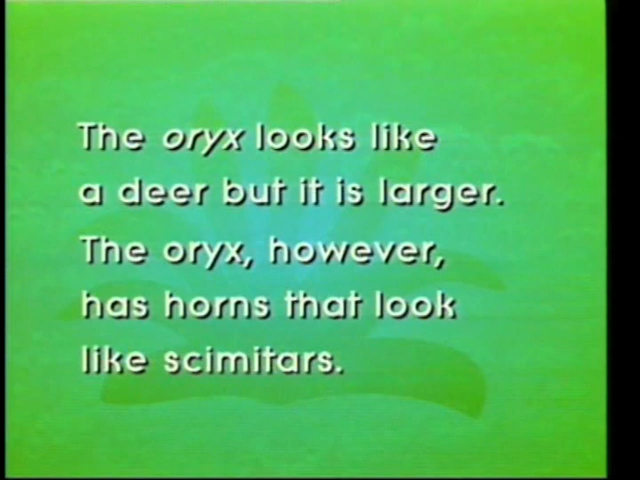 The oryx looks like
a deer but it is larger.
The oryx, however,
has horns that look
like scimitars.